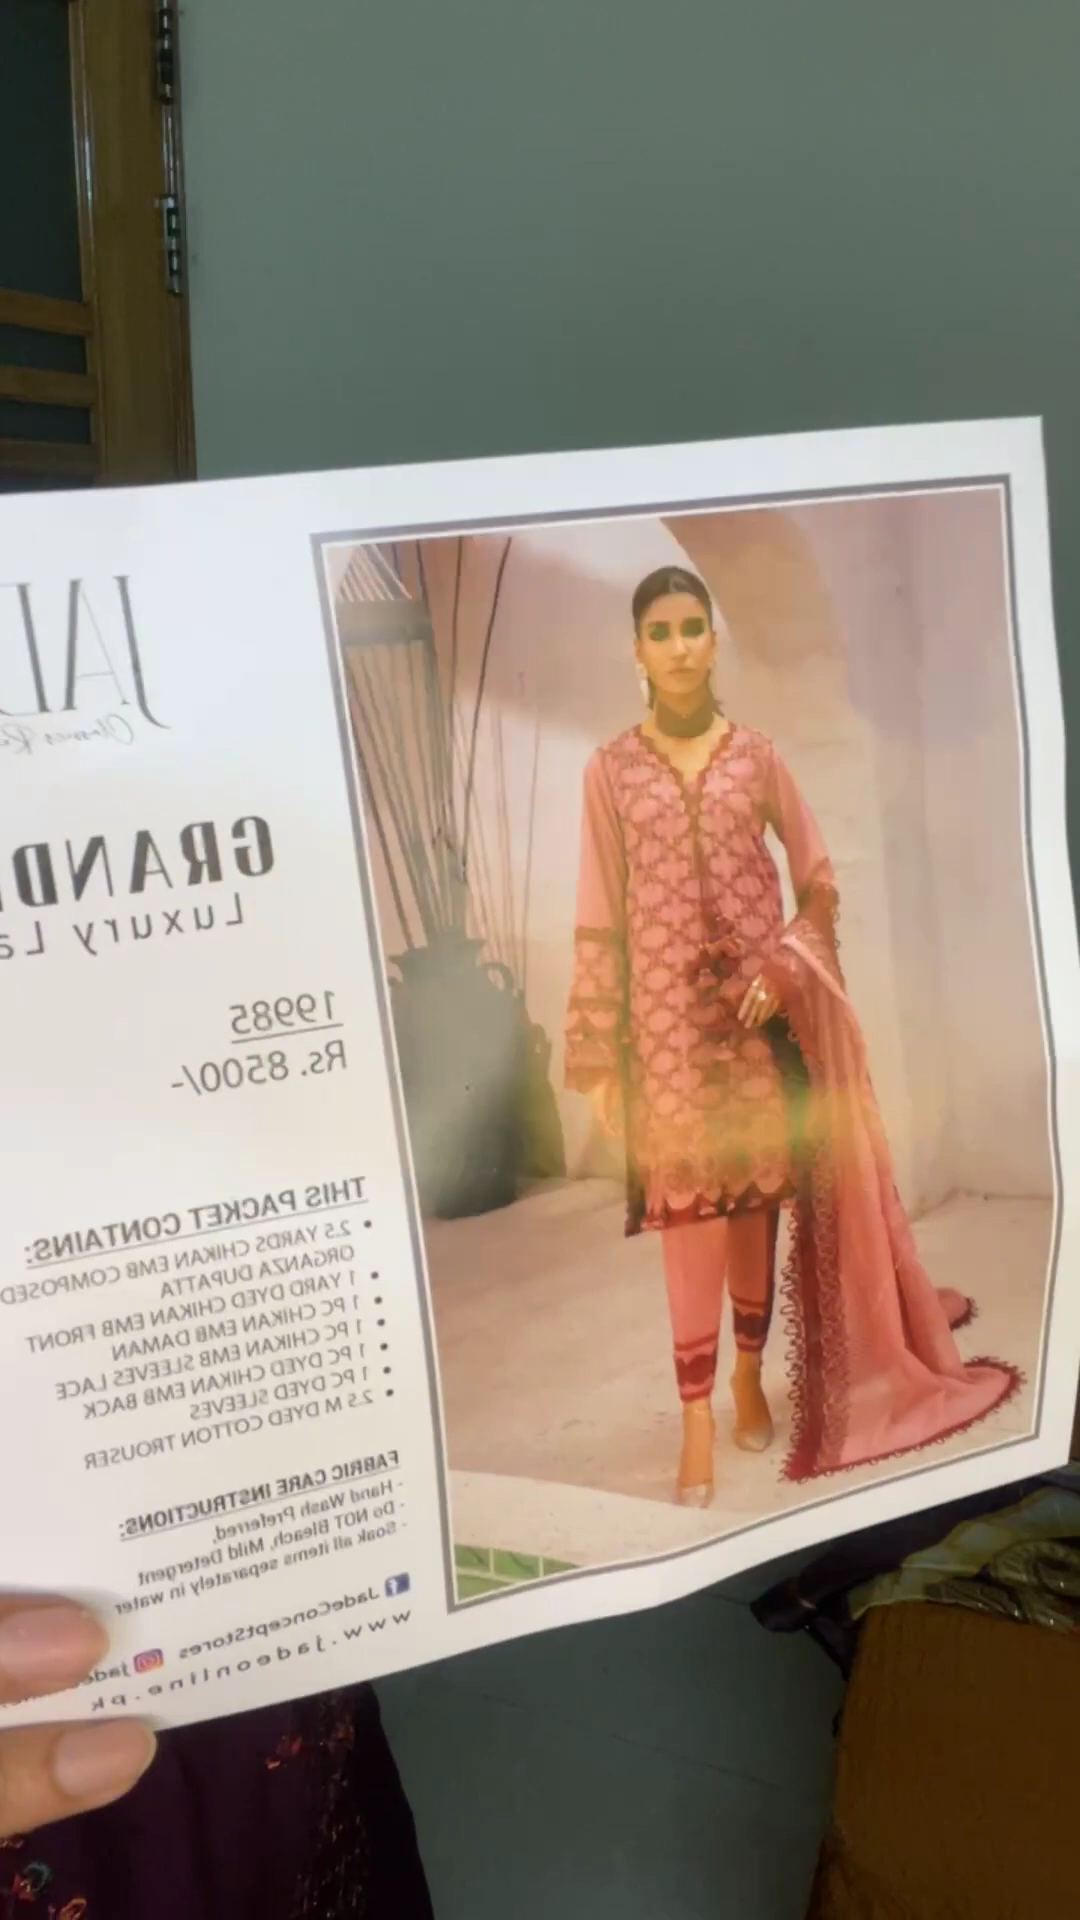 GRAND
Luxury
19985
Rs. 8500/-
THIS PACKET CONTAINS:
• 2.5 YARDS CHIKAN EMB COMPOSED
ORGANZA DUPATTA
• 1 YARD DYED CHIKAN EMB FRONT
• 1 PC CHIKAN EMB DAMAN
• 1 PC CHIKAN EMB SLEEVES LACE
• 1 PC DYED CHIKAN EMB BACK
• 1 PC DYED SLEEVES
• 2.5 M DYED COTTON TROUSER
FABRIC CARE INSTRUCTIONS:
- Hand Wash Preferred,
- Do NOT Bleach, Mild Detergent
- Soak all items separately in water
JadeConceptStores
www.jadeonline.pk